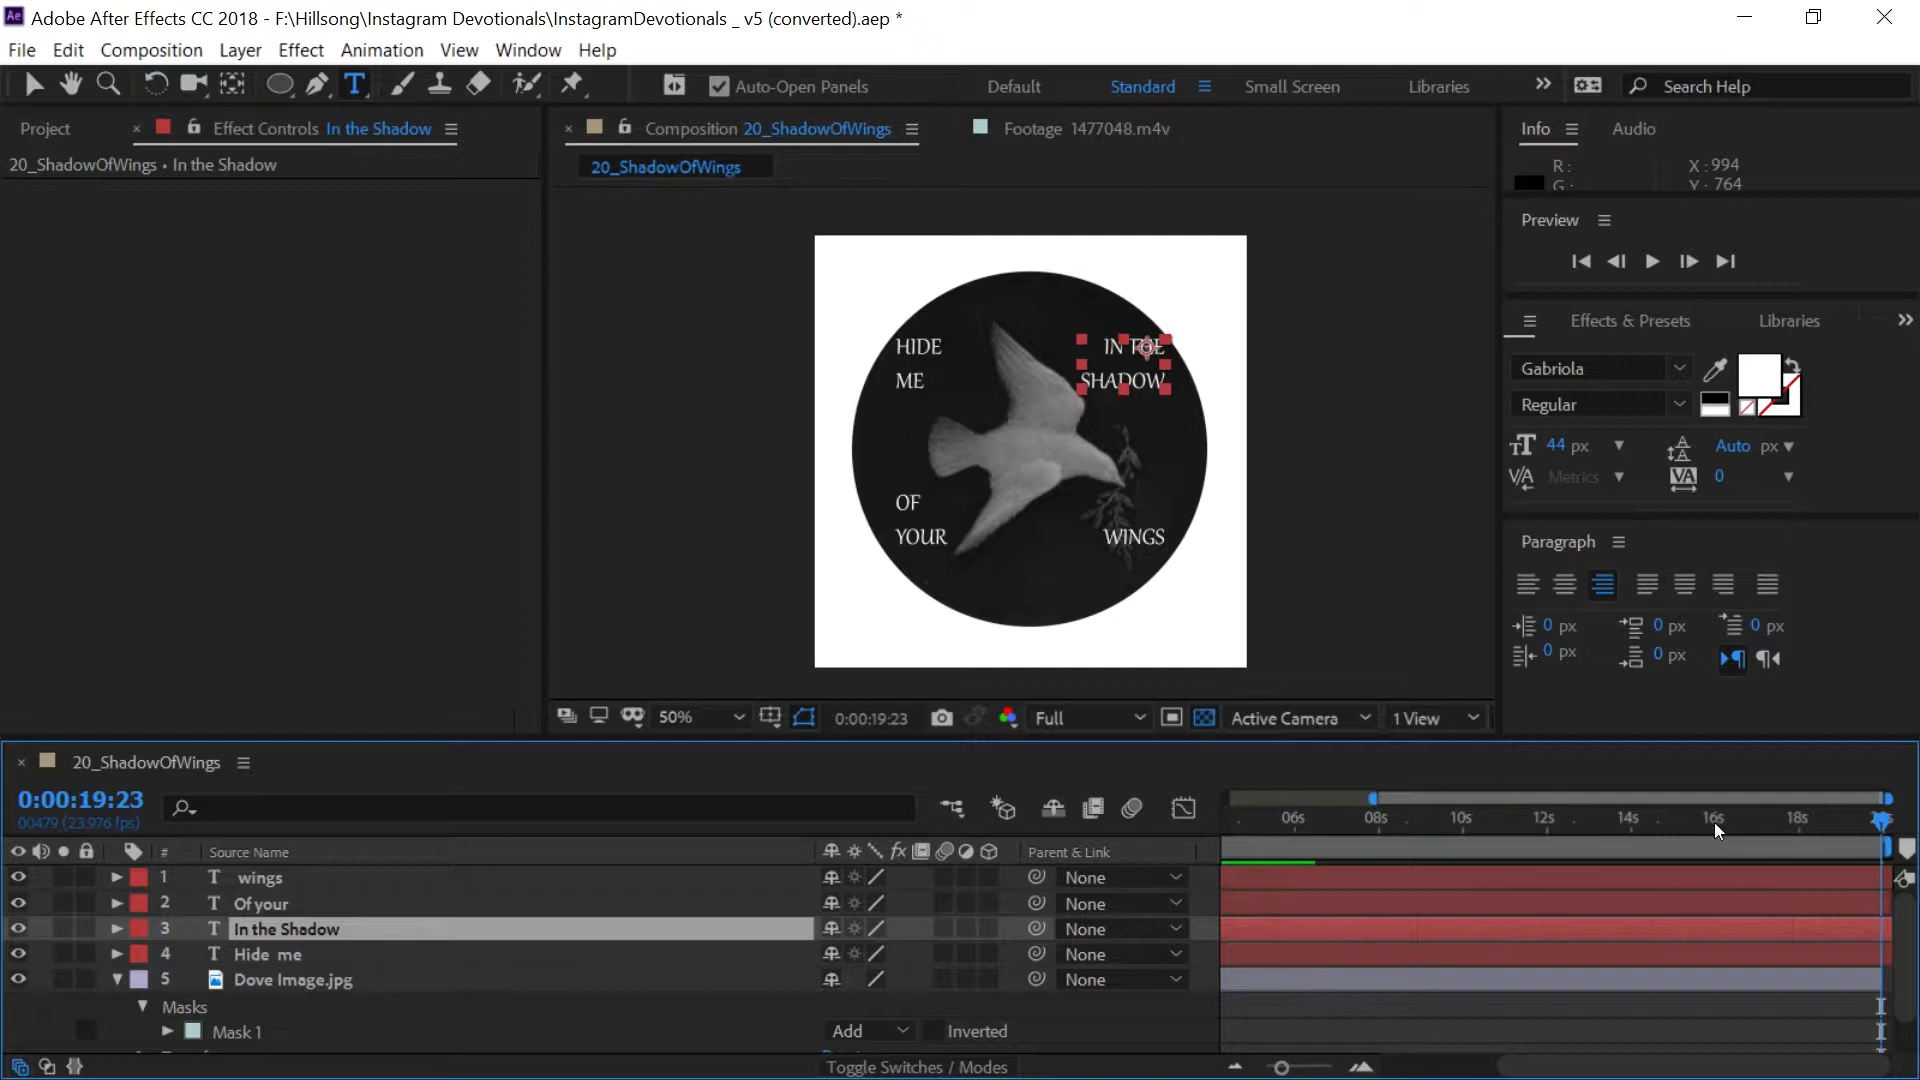 Ae Adobe After Effects CC 2018 - F:\Hillsong\Instagram Devotionals\InstagramDevotionals _ v5 (converted).aep *
File Edit Composition Layer Effect Animation View Window Help
T Auto-Open Panels Default Standard Small Screen Libraries Search Help
Project Effect Controls In the Shadow Composition 20_ShadowOfWings Footage 1477048.m4v Info Audio
20_ShadowOfWings • In the Shadow
20_ShadowOfWings
R: X: 994
G: Y: 764
Preview
Effects & Presets Libraries
Gabriola
Regular
44 px Auto px
Metrics 0
Paragraph
0 px 0 px 0 px
0 px 0 px
HIDE
ME
IN THE
SHADOW
OF
YOUR
WINGS
50% 0:00:19:23 Full Active Camera 1 View
20_ShadowOfWings
0:00:19:23
00479 (23.976 fps)
06s 08s 10s 12s 14s 16s 18s
# Source Name fx Parent & Link
1 T wings None
2 T Of your None
3 T In the Shadow None
4 T Hide me None
5 Dove Image.jpg None
Masks
Mask 1 Add Inverted
Toggle Switches / Modes